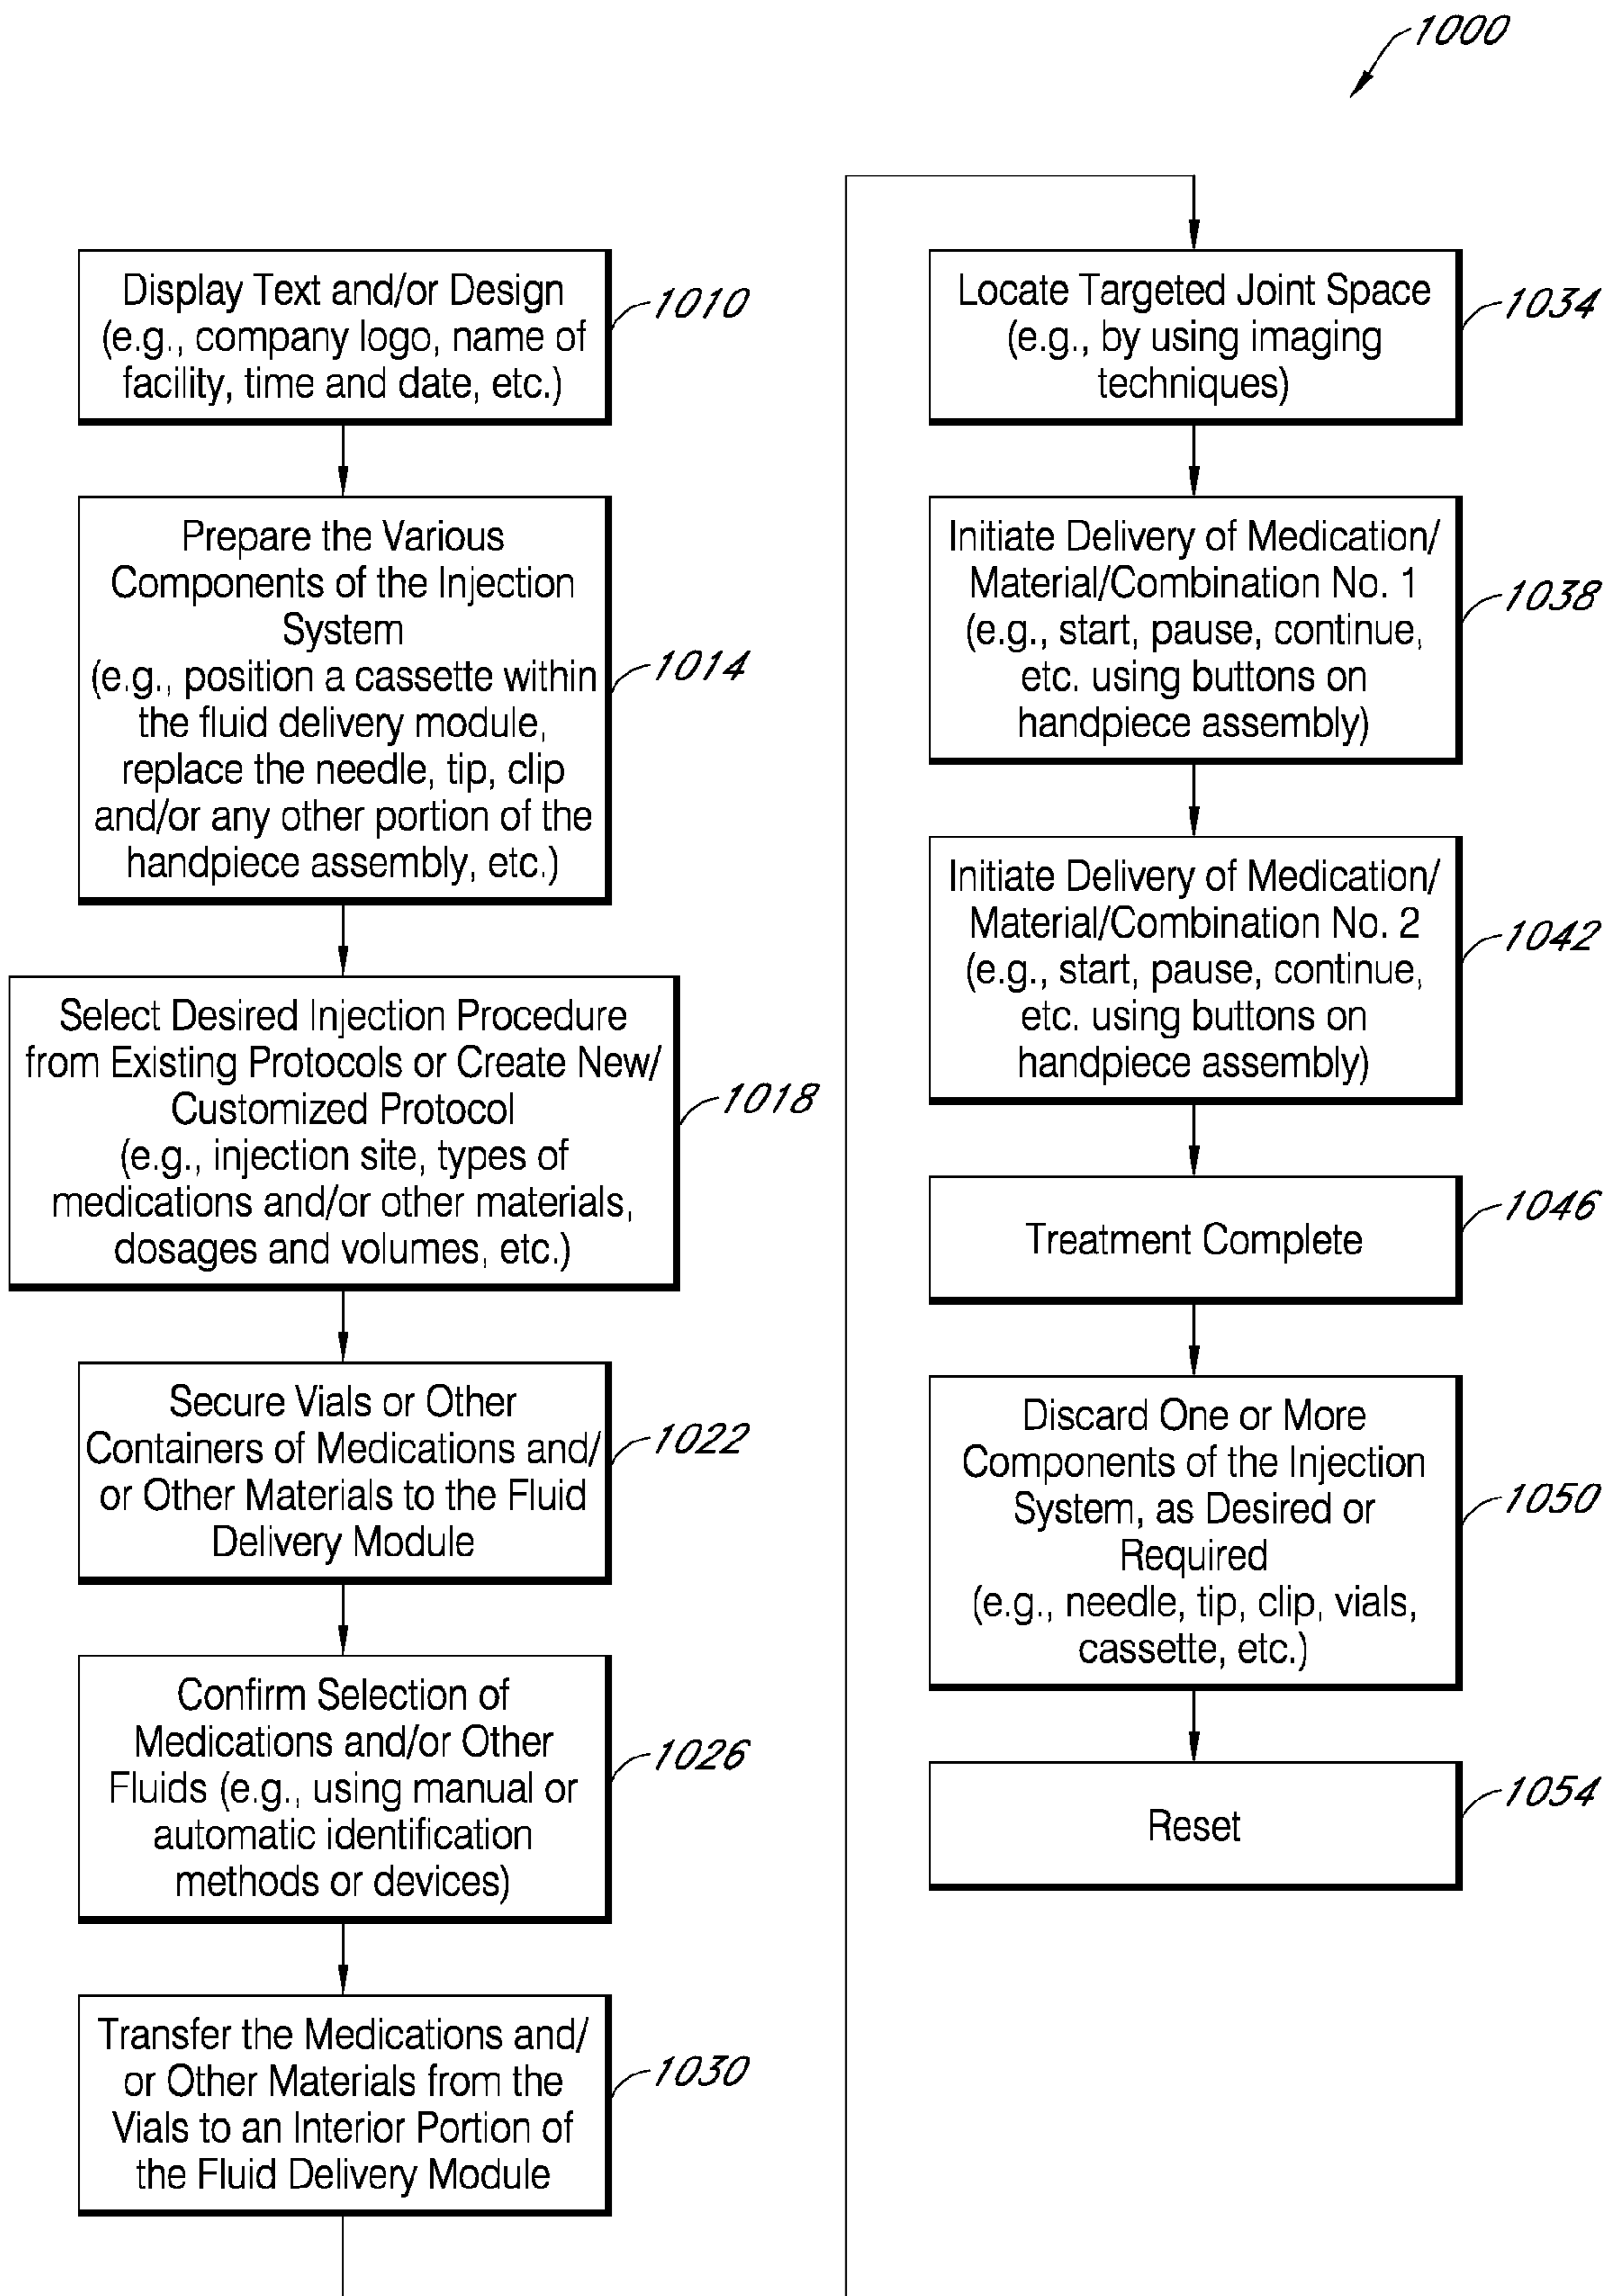 1000
Display Text and/or Design
(e.g., company logo, name of
facility, time and date, etc.)
1010
Prepare the Various
Components of the Injection
System
(e.g., position a cassette within
the fluid delivery module,
replace the needle, tip, clip
and/or any other portion of the
handpiece assembly, etc.)
1014
Select Desired Injection Procedure
from Existing Protocols or Create New/
Customized Protocol
(e.g., injection site, types of
medications and/or other materials,
dosages and volumes, etc.)
1018
Secure Vials or Other
Containers of Medications and/
or Other Materials to the Fluid
Delivery Module
1022
Confirm Selection of
Medications and/or Other
Fluids (e.g., using manual or
automatic identification
methods or devices)
1026
Transfer the Medications and/
or Other Materials from the
Vials to an Interior Portion of
the Fluid Delivery Module
1030
Locate Targeted Joint Space
(e.g., by using imaging
techniques)
1034
Initiate Delivery of Medication/
Material/Combination No. 1
(e.g., start, pause, continue,
etc. using buttons on
handpiece assembly)
1038
Initiate Delivery of Medication/
Material/Combination No. 2
(e.g., start, pause, continue,
etc. using buttons on
handpiece assembly)
1042
Treatment Complete
1046
Discard One or More
Components of the Injection
System, as Desired or
Required
(e.g., needle, tip, clip, vials,
cassette, etc.)
1050
Reset
1054